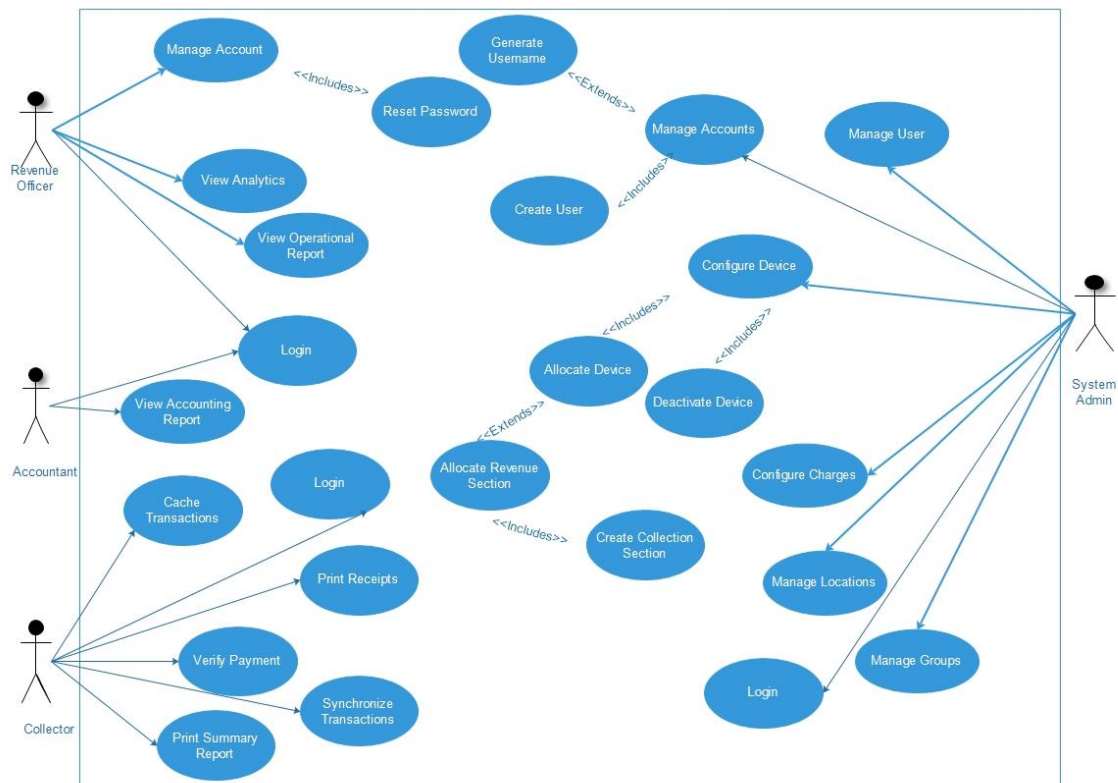 Manage Account
Generate
Username
<<Includes>>
<<Extends>>
Reset Password
Manage Accounts
Manage User
Revenue
Officer
View Analytics
<<Includes>>
Create User
View Operational
Report
Configure Device
<<Includes>>
<<Includes>>
Login
Allocate Device
Deactivate Device
System
Admin
View Accounting
Report
<<Extends>>
Accountant
Login
Allocate Revenue
Section
Configure Charges
Cache
Transactions
<<Includes>>
Create Collection
Section
Print Receipts
Manage Locations
Verify Payment
Manage Groups
Login
Synchronize
Transactions
Collector
Print Summary
Report